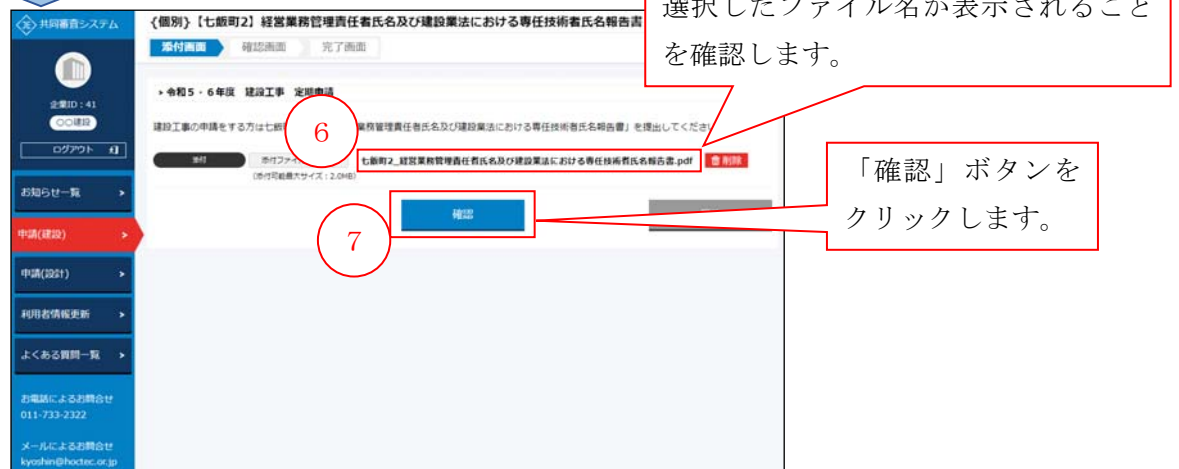 選択したファイル名が表示されること
を確認します。
共同審査システム
企業ID：41
〇〇建設
ログアウト
お知らせ一覧
申請(建設)
申請(設計)
利用者情報更新
よくある質問一覧
お電話によるお問合せ
011-733-2322
メールによるお問合せ
kyoshin@hoctec.or.jp
{個別}【七飯町2】経営業務管理責任者氏名及び建設業法における専任技術者氏名報告書
添付画面
確認画面
完了画面
令和5・6年度 建設工事 定期申請
建設工事の申請をする方は七飯 業務管理責任者氏名及び建設業法における専任技術者氏名報告書」を提出してくださ
6
添付
添付ファイ
七飯町2_経営業務管理責任者氏名及び建設業法における専任技術者氏名報告書.pdf
削除
(添付可能最大サイズ：2.0MB)
確認
7
「確認」ボタンを
クリックします。